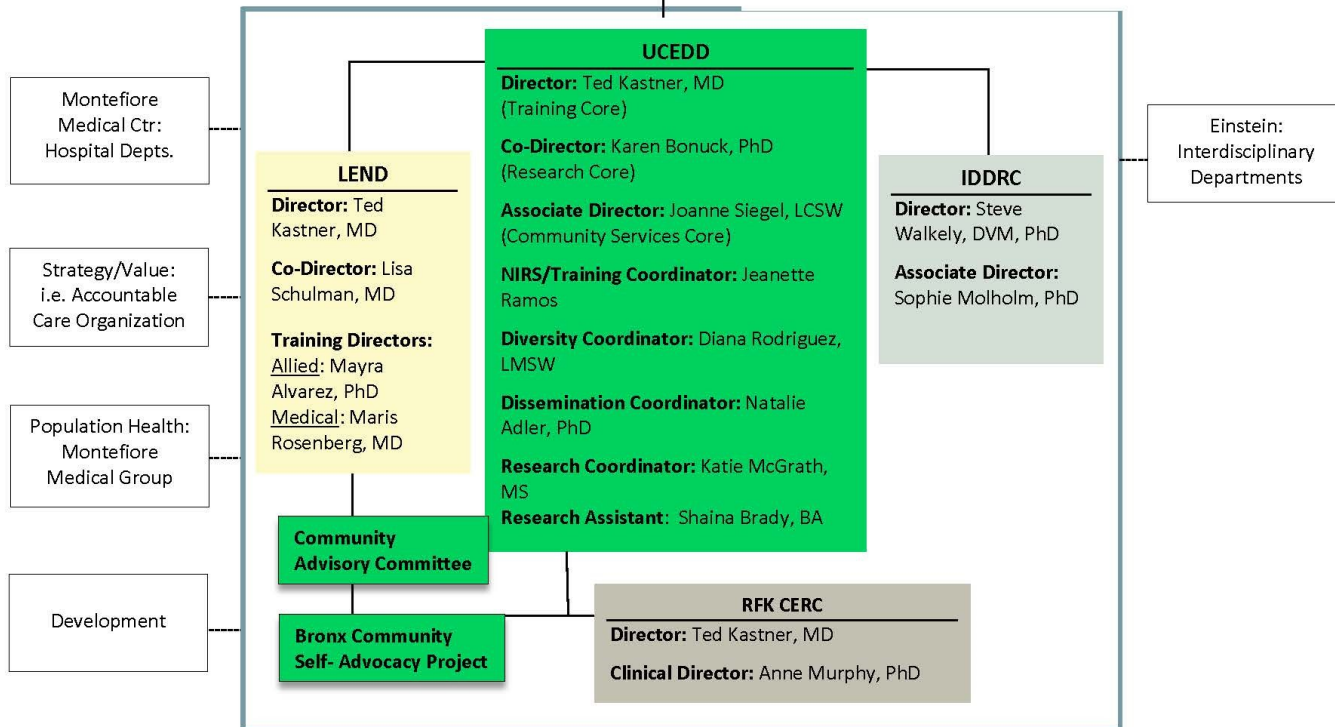 Montefiore
Medical Ctr:
Hospital Depts.
Strategy/Value:
i.e. Accountable
Care Organization
Population Health:
Montefiore
Medical Group
Development
LEND
Director: Ted
Kastner, MD
Co-Director: Lisa
Schulman, MD
Training Directors:
Allied: Mayra
Alvarez, PhD
Medical: Maris
Rosenberg, MD
Community
Advisory Committee
Bronx Community
Self- Advocacy Project
UCEDD
Director: Ted Kastner, MD
(Training Core)
Co-Director: Karen Bonuck, PhD
(Research Core)
Associate Director: Joanne Siegel, LCSW
(Community Services Core)
NIRS/Training Coordinator: Jeanette
Ramos
Diversity Coordinator: Diana Rodriguez,
LMSW
Dissemination Coordinator: Natalie
Adler, PhD
Research Coordinator: Katie McGrath,
MS
Research Assistant: Shaina Brady, BA
RFK CERC
Director: Ted Kastner, MD
Clinical Director: Anne Murphy, PhD
IDDRC
Director: Steve
Walkely, DVM, PhD
Associate Director:
Sophie Molholm, PhD
Einstein:
Interdisciplinary
Departments